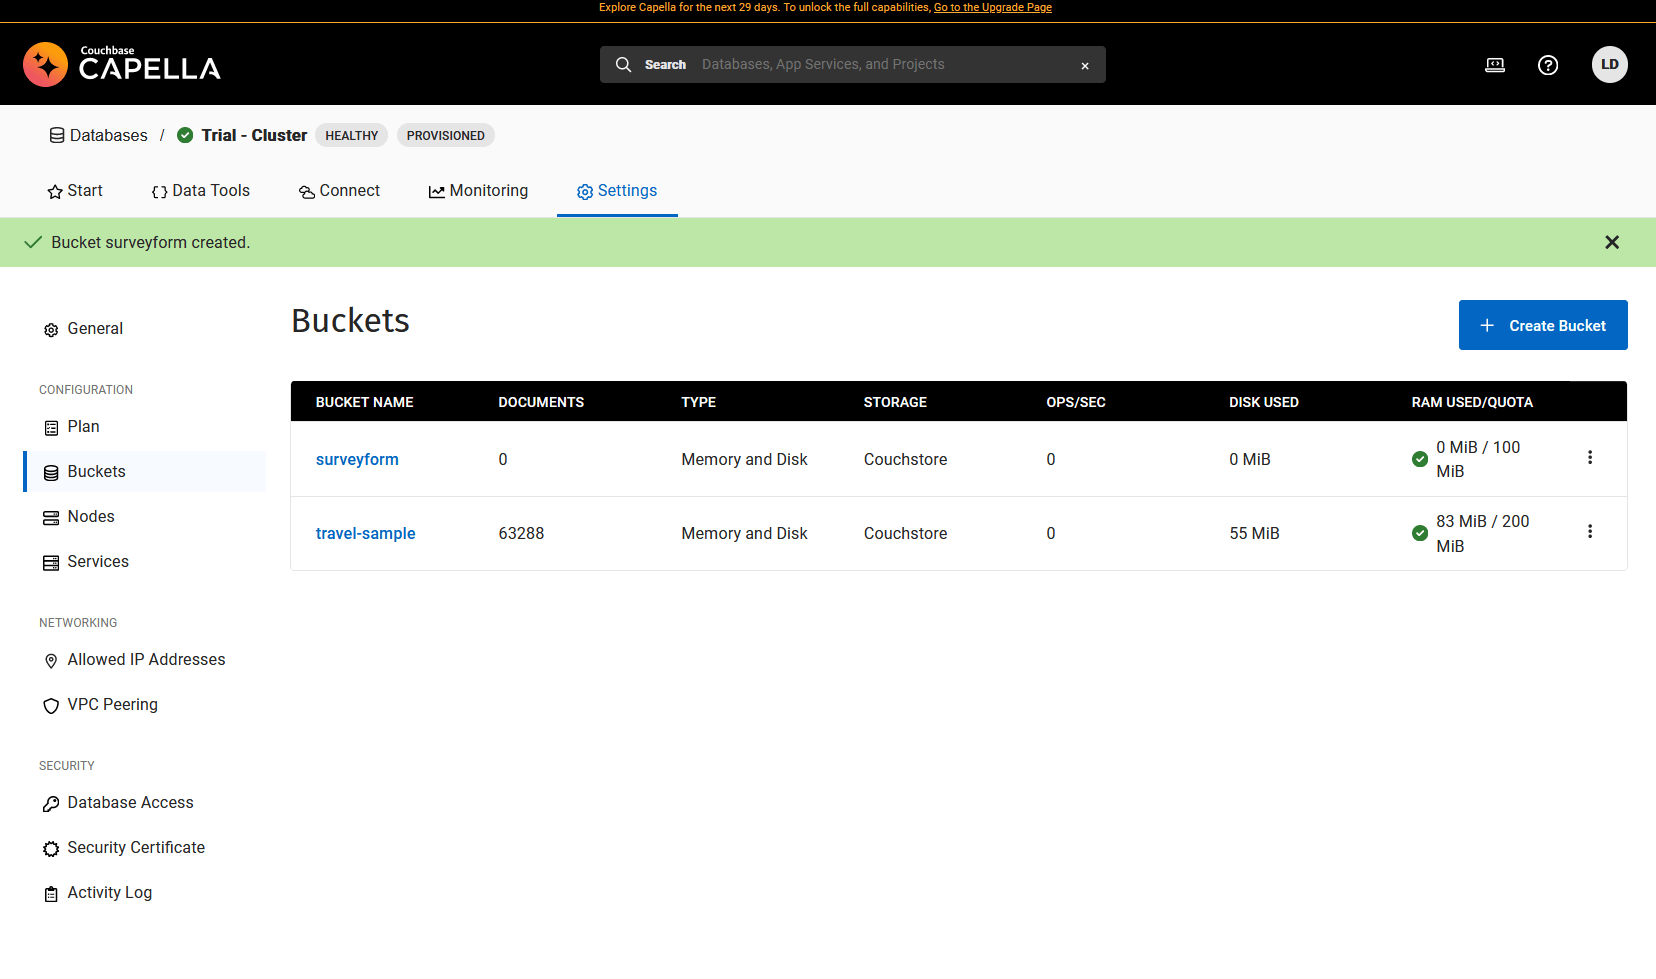 Explore Capella for the next 29 days. To unlock the full capabilities, Go to the Upgrade Page
Couchbase
CAPELLA
Search Databases, App Services, and Projects ×
LD
Databases / Trial - Cluster HEALTHY PROVISIONED
Start Data Tools Connect Monitoring Settings
Bucket surveyform created.
General
CONFIGURATION
Plan
Buckets
Nodes
Services
NETWORKING
Allowed IP Addresses
VPC Peering
SECURITY
Database Access
Security Certificate
Activity Log
Buckets
+ Create Bucket
BUCKET NAME DOCUMENTS TYPE STORAGE OPS/SEC DISK USED RAM USED/QUOTA
surveyform 0 Memory and Disk Couchstore 0 0 MiB 0 MiB / 100
MiB
travel-sample 63288 Memory and Disk Couchstore 0 55 MiB 83 MiB / 200
MiB